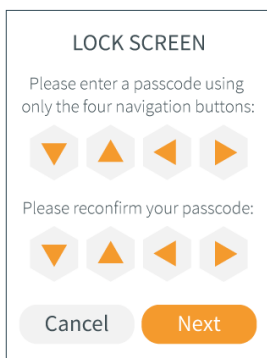 LOCK SCREEN
Please enter a passcode using
only the four navigation buttons:
Please reconfirm your passcode:
Cancel
Next